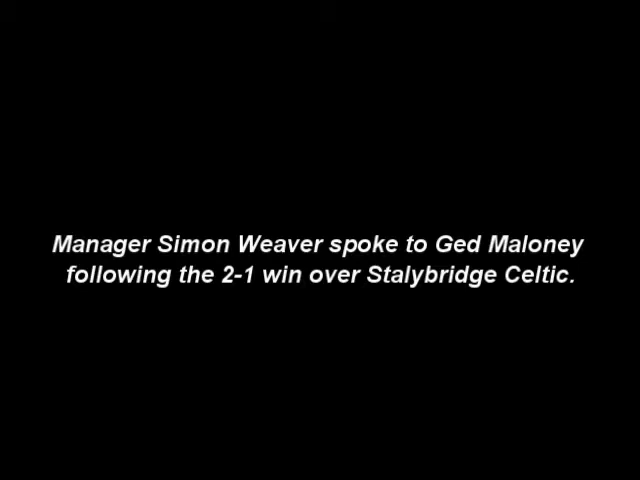 Manager Simon Weaver spoke to Ged Maloney
following the 2-1 win over Stalybridge Celtic.